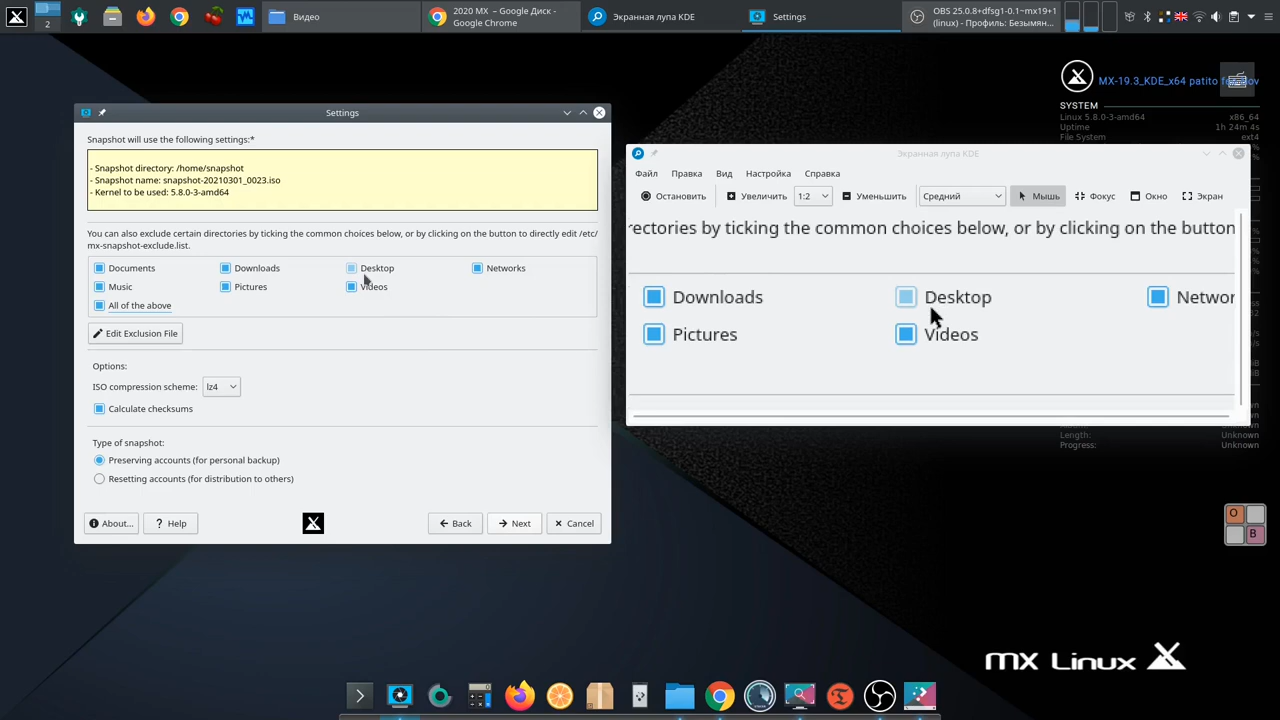 2
Видео
2020 MX – Google Диск -
Google Chrome
Экранная лупа KDE
Settings
OBS 25.0.8+dfsg1-0.1~mx19+1
(linux) - Профиль: Безымян
MX-19.3_KDE_x64 patito
SYSTEM
Linux 5.8.0-3-amd64 x86_64
Uptime 1h 24m 4s
File System ext4
Settings
Snapshot will use the following settings:*
- Snapshot directory: /home/snapshot
- Snapshot name: snapshot-20210301_0023.iso
- Kernel to be used: 5.8.0-3-amd64
You can also exclude certain directories by ticking the common choices below, or by clicking on the button to directly edit /etc/
mx-snapshot-exclude.list.
Documents Downloads Desktop Networks
Music Pictures Videos
All of the above
Edit Exclusion File
Options:
ISO compression scheme: lz4
Calculate checksums
Type of snapshot:
Preserving accounts (for personal backup)
Resetting accounts (for distribution to others)
About... ? Help Back Next Cancel
Экранная лупа KDE
Файл Правка Вид Настройка Справка
Остановить Увеличить 1:2 Уменьшить Средний Мышь Фокус Окно Экран
rectories by ticking the common choices below, or by clicking on the button
Downloads Desktop Networ
Pictures Videos
Unknown
Length: Unknown
Progress: Unknown
O
B
MX Linux